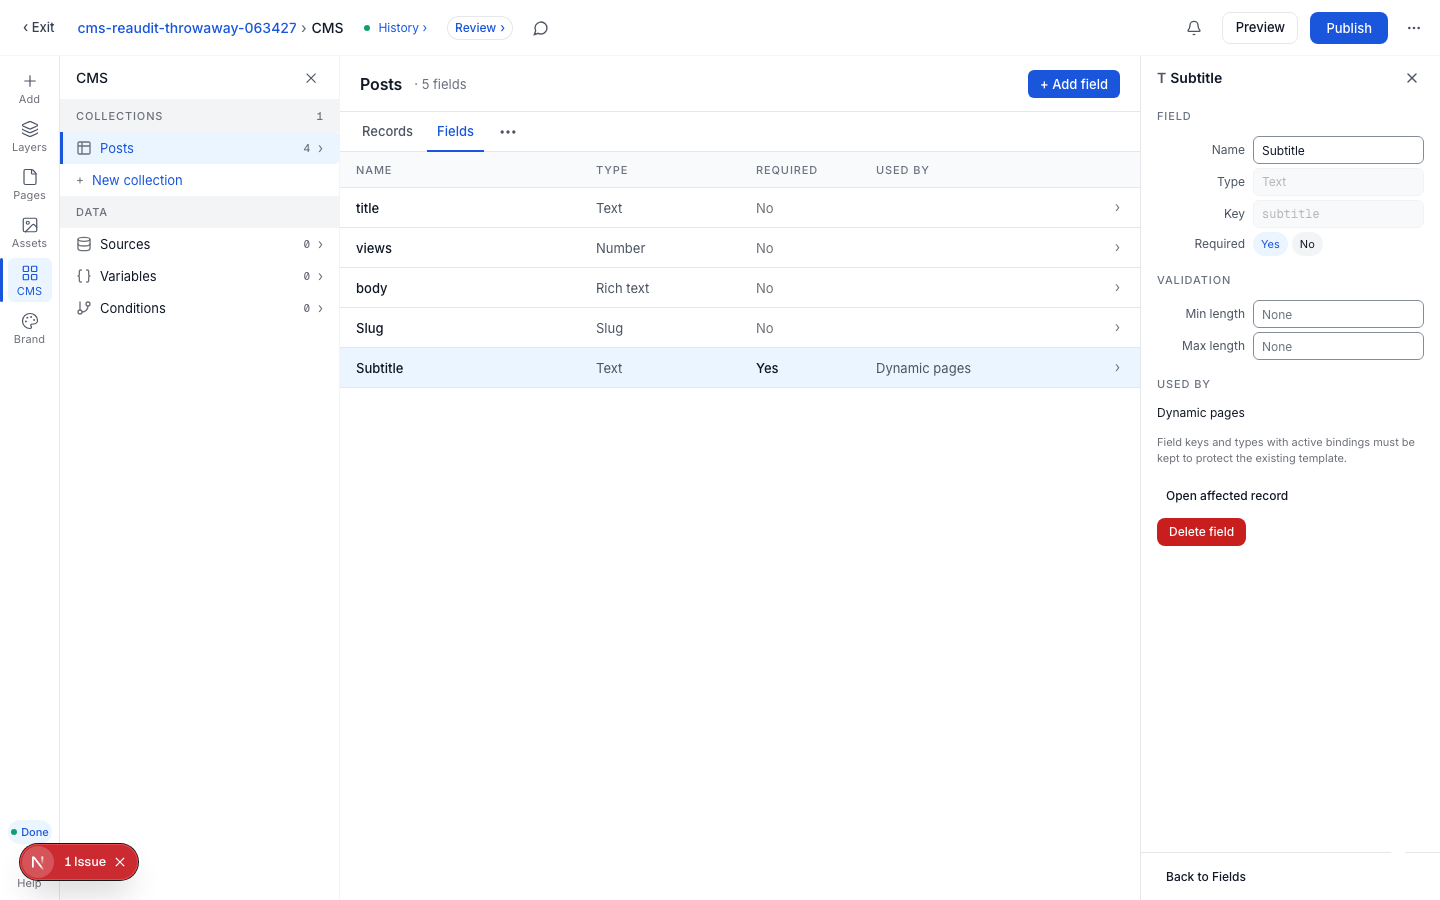 ‹ Exit
cms-reaudit-throwaway-063427 › CMS
History ›
Review ›
Preview
Publish
Add
Layers
Pages
Assets
CMS
Brand
Done
N
1 Issue
Help
CMS
COLLECTIONS 1
Posts 4 ›
+ New collection
DATA
Sources 0 ›
Variables 0 ›
Conditions 0 ›
Posts · 5 fields
+ Add field
Records Fields
NAME TYPE REQUIRED USED BY
title Text No ›
views Number No ›
body Rich text No ›
Slug Slug No ›
Subtitle Text Yes Dynamic pages ›
T Subtitle
FIELD
Name Subtitle
Type Text
Key subtitle
Required Yes No
VALIDATION
Min length None
Max length None
USED BY
Dynamic pages
Field keys and types with active bindings must be
kept to protect the existing template.
Open affected record
Delete field
Back to Fields